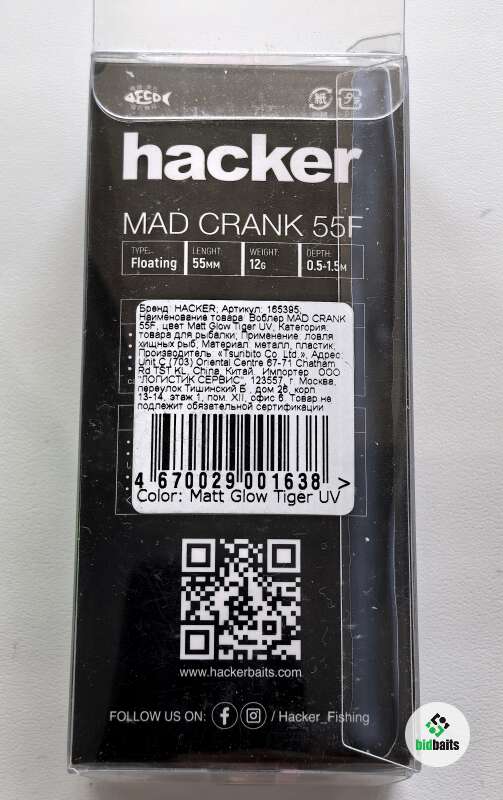 hacker
MAD CRANK 55F
TYPE: LENGHT: WEIGHT: DEPTH:
Floating 55мм 12G 0.5-1.5м
Бренд HACKER; Артикул: 165395;
Наименование товара Воблер MAD CRANK
55F, цвет Matt Glow Tiger UV, Категория:
товара для рыбалки; Применение: ловля
хищных рыб, Материал: металл, пластик;
Производитель «Tsunbito Co. Ltd.», Адрес
Unit C (703) Oriental Centre 67-71 Chatham
Rd TST KL, China, Китай. Импортер ООО
"ЛОГИСТИК СЕРВИС", 123557, г. Москва,
переулок Тишинский Б., дом 26, корп
13-14, этаж 1, пом. XII, офис 6. Товар не
подлежит обязательной сертификации
4 670029 001638 >
Color: Matt Glow Tiger UV
www.hackerbaits.com
FOLLOW US ON: / Hacker_Fishing
bidbaits